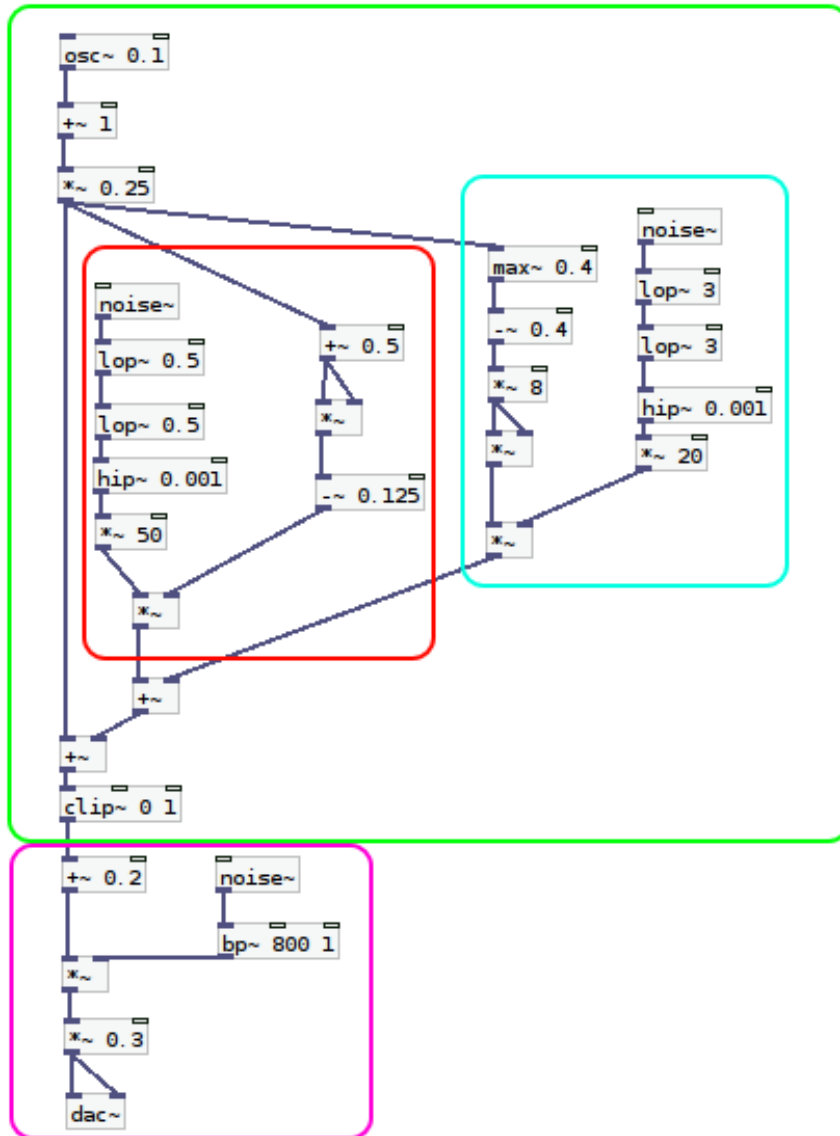 osc~ 0.1
+~ 1
*~ 0.25
noise~
max~ 0.4
noise~
lop~ 3
-~ 0.4
lop~ 3
+~ 0.5
lop~ 0.5
*~ 8
hip~ 0.001
*~
lop~ 0.5
*~
*~ 20
hip~ 0.001
-~ 0.125
*~ 50
*~
*~
+~
+~
clip~ 0 1
+~ 0.2
noise~
bp~ 800 1
*~
*~ 0.3
dac~